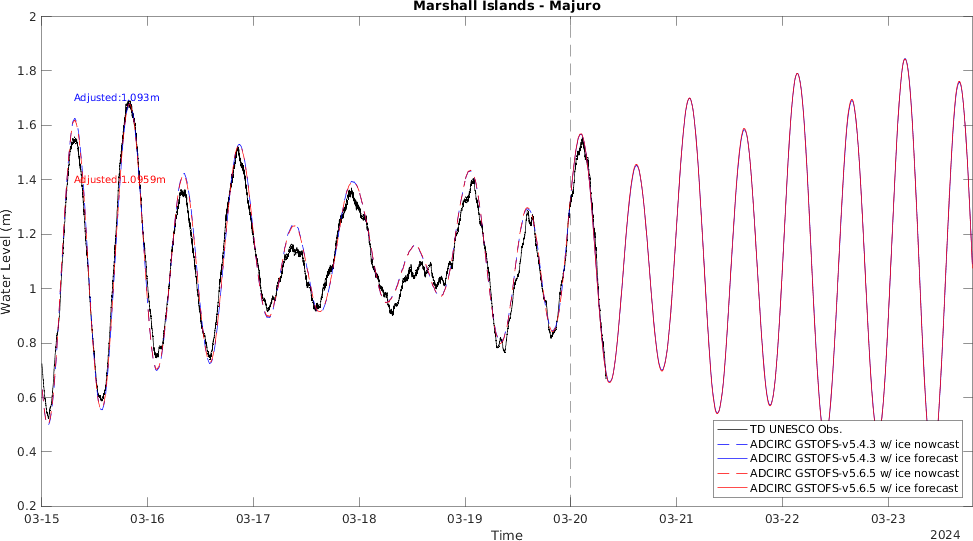 Marshall Islands - Majuro
2
1.8
Adjusted:1.093m
1.6
1.4
Adjusted:1.0959m
1.2
Water Level (m)
1
0.8
0.6
0.4
0.2
TD UNESCO Obs.
ADCIRC GSTOFS-v5.4.3 w/ ice nowcast
ADCIRC GSTOFS-v5.4.3 w/ ice forecast
ADCIRC GSTOFS-v5.6.5 w/ ice nowcast
ADCIRC GSTOFS-v5.6.5 w/ ice forecast
03-15 03-16 03-17 03-18 03-19 03-20 03-21 03-22 03-23
Time
2024